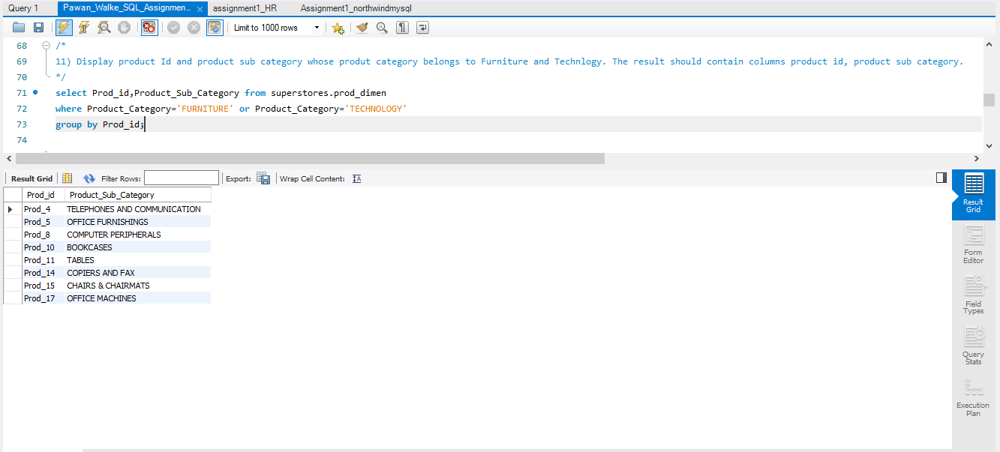 Query 1
Pawan_Walke_SQL_Assignmen...
assignment1_HR
Assignment1_northwindmysql
Limit to 1000 rows
68 /*
69 11) Display product Id and product sub category whose produt category belongs to Furniture and Technlogy. The result should contain columns product id, product sub category.
70 */
71 select Prod_id,Product_Sub_Category from superstores.prod_dimen
72 where Product_Category='FURNITURE' or Product_Category='TECHNOLOGY'
73 group by Prod_id;
74
Result Grid Filter Rows: Export: Wrap Cell Content:
Prod_id Product_Sub_Category
Prod_4 TELEPHONES AND COMMUNICATION
Prod_5 OFFICE FURNISHINGS
Prod_8 COMPUTER PERIPHERALS
Prod_10 BOOKCASES
Prod_11 TABLES
Prod_14 COPIERS AND FAX
Prod_15 CHAIRS & CHAIRMATS
Prod_17 OFFICE MACHINES
Result
Grid
Form
Editor
Field
Types
Query
Stats
Execution
Plan